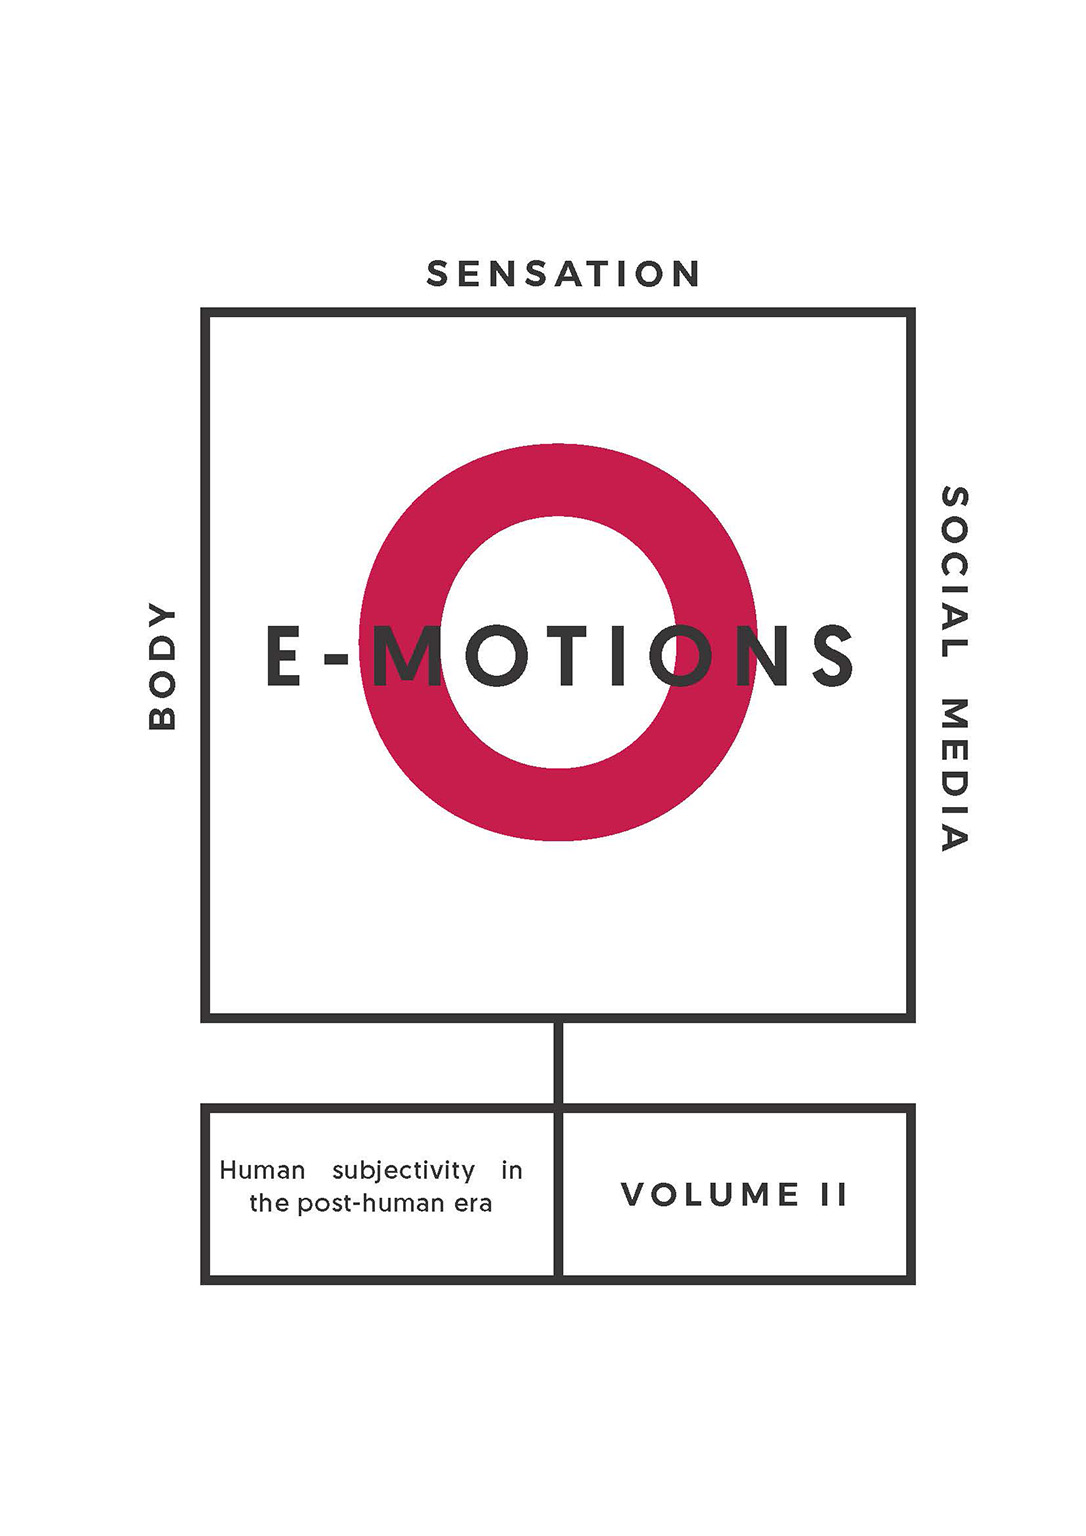 SENSATION
BODY
E-MOTIONS
SOCIAL MEDIA
Human subjectivity in
the post-human era
VOLUME II